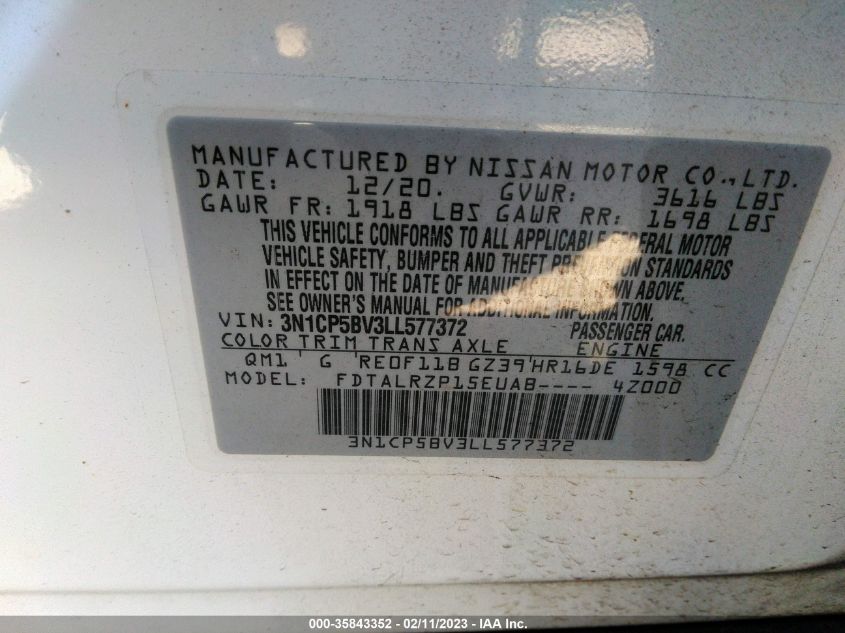 MANUFACTURED BY NISSAN MOTOR CO., LTD.
DATE: 12/20. GVWR: 3616 LBS
GAWR FR: 1918 LBS GAWR RR: 1698 LBS
THIS VEHICLE CONFORMS TO ALL APPLICABLE FEDERAL MOTOR
VEHICLE SAFETY, BUMPER AND THEFT PREVENTION STANDARDS
IN EFFECT ON THE DATE OF MANUFACTURE SHOWN ABOVE.
SEE OWNER'S MANUAL FOR ADDITIONAL INFORMATION.
VIN: 3N1CP5BV3LL577372 PASSENGER CAR.
COLOR TRIM TRANS AXLE ENGINE
QM1 G RE0F11B GZ39 HR16DE 1598 CC
MODEL: FDTALRZP15EUAB---- 4Z000
3N1CP5BV3LL577372
000-35843352 - 02/11/2023 - IAA Inc.